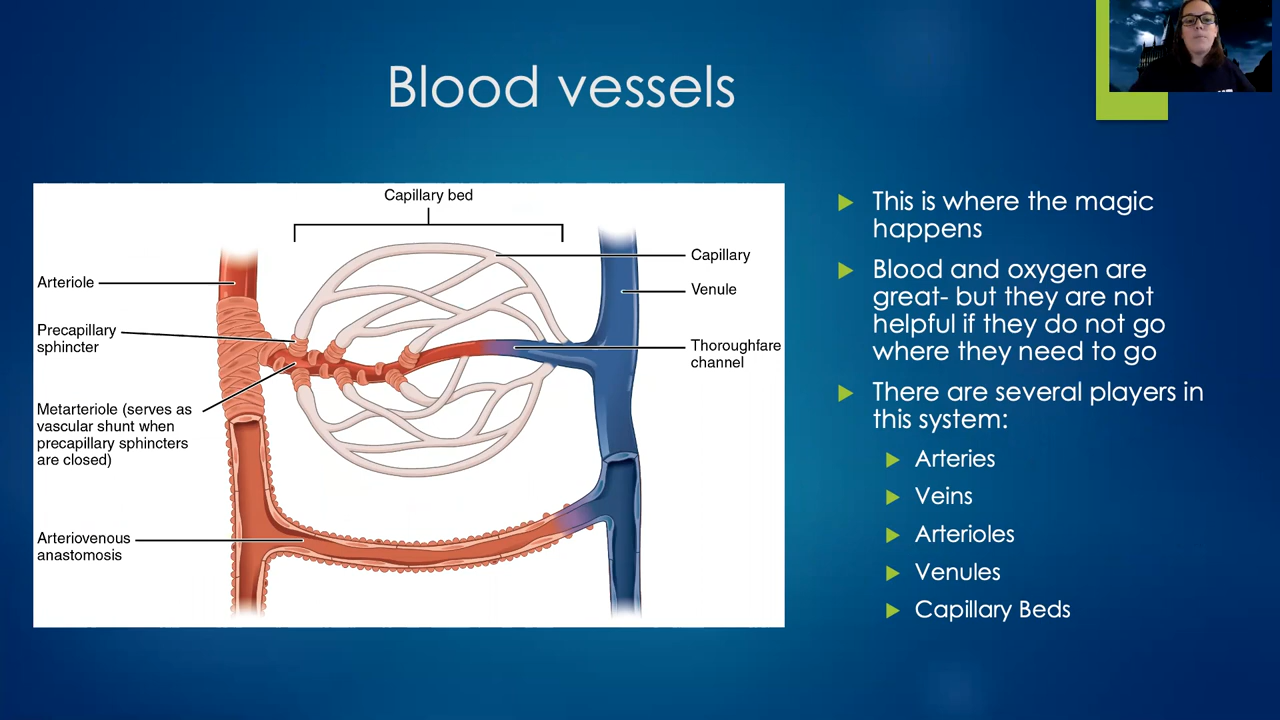 Blood vessels
Capillary bed
Arteriole
Precapillary
sphincter
Metarteriole (serves as
vascular shunt when
precapillary sphincters
are closed)
Arteriovenous
anastomosis
Capillary
Venule
Thoroughfare
channel
This is where the magic
happens
Blood and oxygen are
great- but they are not
helpful if they do not go
where they need to go
There are several players in
this system:
Arteries
Veins
Arterioles
Venules
Capillary Beds